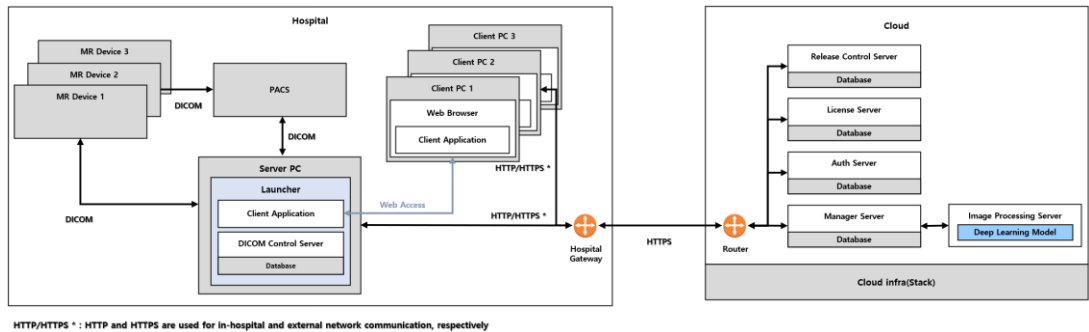 Hospital
MR Device 3
MR Device 2
MR Device 1
DICOM
PACS
DICOM
DICOM
Client PC 3
Client PC 2
Client PC 1
Web Browser
Client Application
HTTP/HTTPS *
Server PC
Launcher
Client Application
DICOM Control Server
Database
Web Access
HTTP/HTTPS *
Hospital
Gateway
HTTPS
Cloud
Router
Release Control Server
Database
License Server
Database
Auth Server
Database
Manager Server
Database
Image Processing Server
Deep Learning Model
Cloud infra(Stack)
HTTP/HTTPS * : HTTP and HTTPS are used for in-hospital and external network communication, respectively